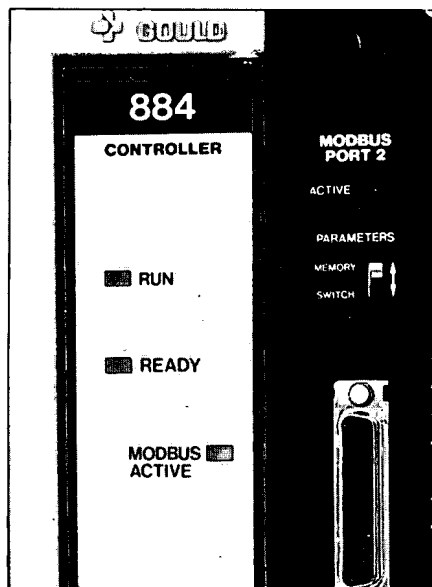 GOULD
884
CONTROLLER
RUN
READY
MODBUS
ACTIVE
MODBUS
PORT 2
ACTIVE
PARAMETERS
MEMORY
SWITCH